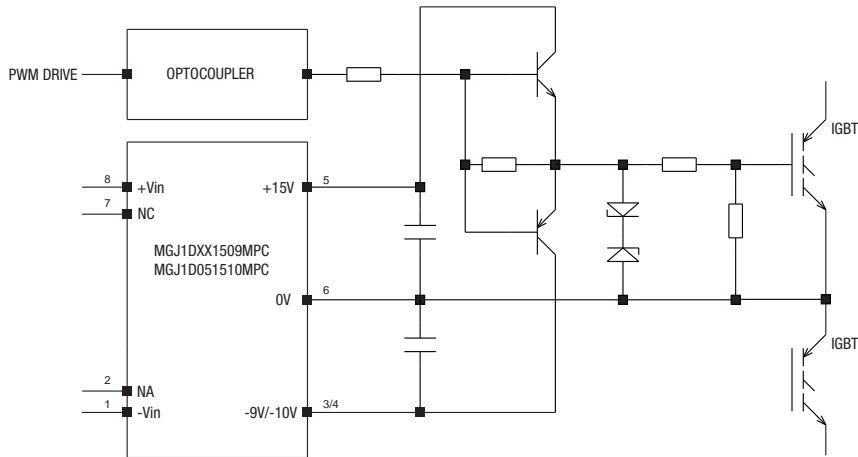 PWM DRIVE
OPTOCOUPLER
IGBT
8
+Vin
+15V
5
7
NC
MGJ1DXX1509MPC
MGJ1D051510MPC
0V
6
IGBT
2
NA
1
-Vin
-9V/-10V
3/4